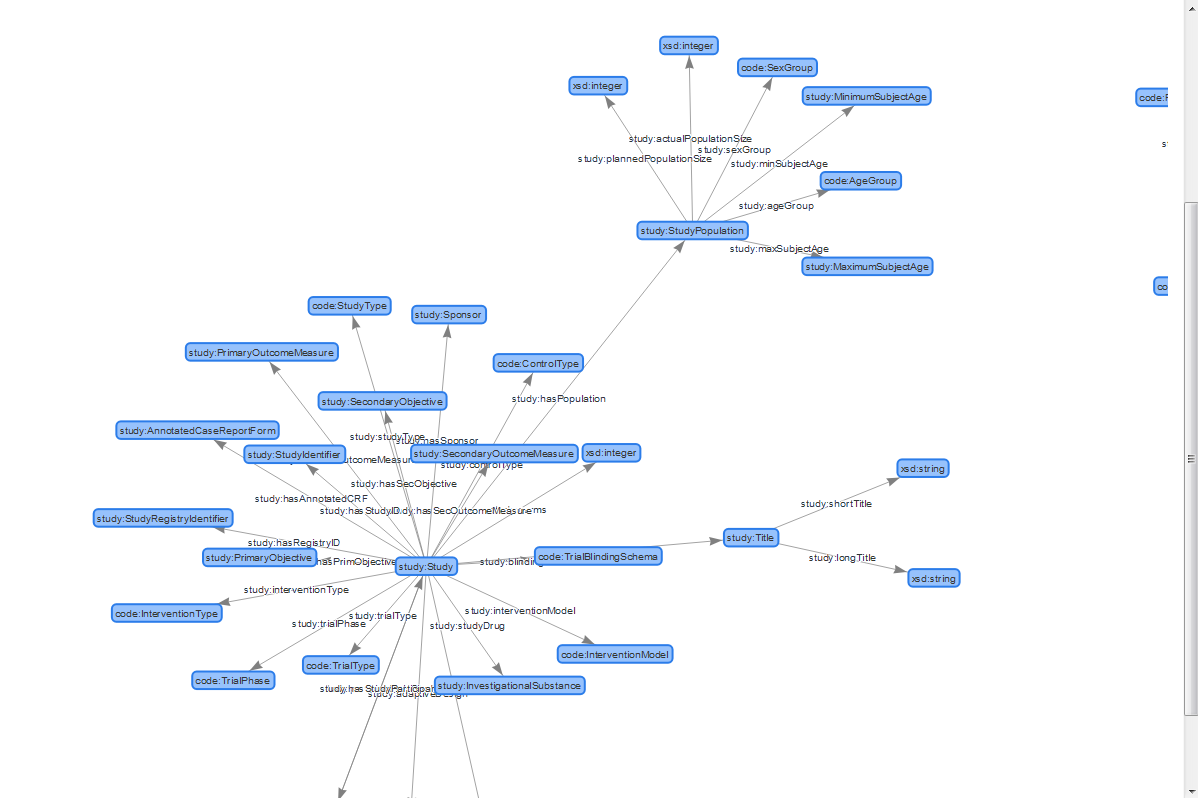 xsd:integer
code:SexGroup
xsd:integer
study:MinimumSubjectAge
study:actualPopulationSize
study:sexGroup
study:plannedPopulationSize
study:minSubjectAge
code:AgeGroup
study:ageGroup
study:StudyPopulation
study:maxSubjectAge
study:MaximumSubjectAge
code:StudyType
study:Sponsor
study:PrimaryOutcomeMeasure
code:ControlType
study:hasPopulation
study:SecondaryObjective
study:AnnotatedCaseReportForm
study:studyType
study:hasSponsor
study:StudyIdentifier
study:SecondaryOutcomeMeasure
xsd:integer
study:controlType
xsd:string
study:hasSecObjective
study:hasAnnotatedCRF
study:shortTitle
study:hasStudyID
study:hasSecOutcomeMeasure
study:StudyRegistryIdentifier
study:hasRegistryID
study:Title
study:PrimaryObjective
hasPrimObjective
study:Study
study:blinding
code:TrialBlindingSchema
study:longTitle
xsd:string
study:interventionType
code:InterventionType
study:interventionModel
study:trialType
study:trialPhase
study:studyDrug
code:InterventionModel
code:TrialType
code:TrialPhase
study:InvestigationalSubstance
study:adaptiveDesign